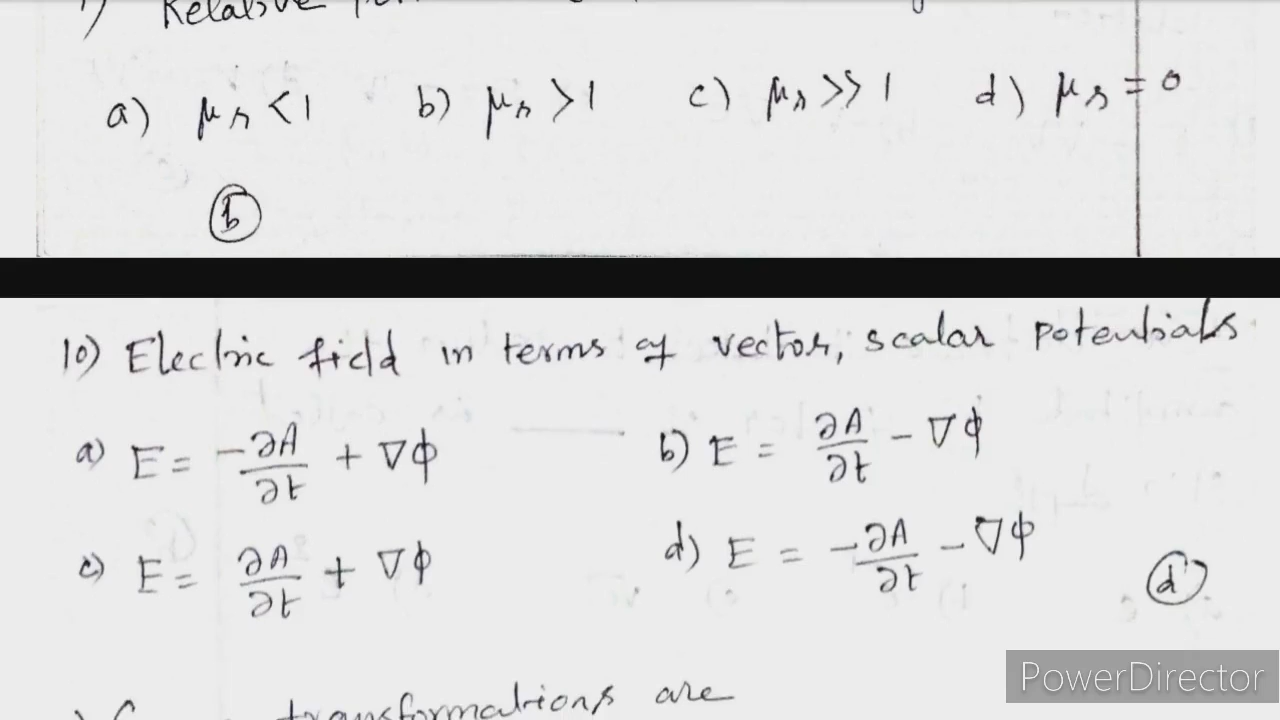 Relative
a) μr < 1 b) μr > 1 c) μr >> 1 d) μr = 0
b
10) Electric field in terms of vector, scalar potentials
a) E = -∂A/∂t + ∇φ b) E = ∂A/∂t - ∇φ
c) E = ∂A/∂t + ∇φ d) E = -∂A/∂t - ∇φ
d
transformations are
PowerDirector